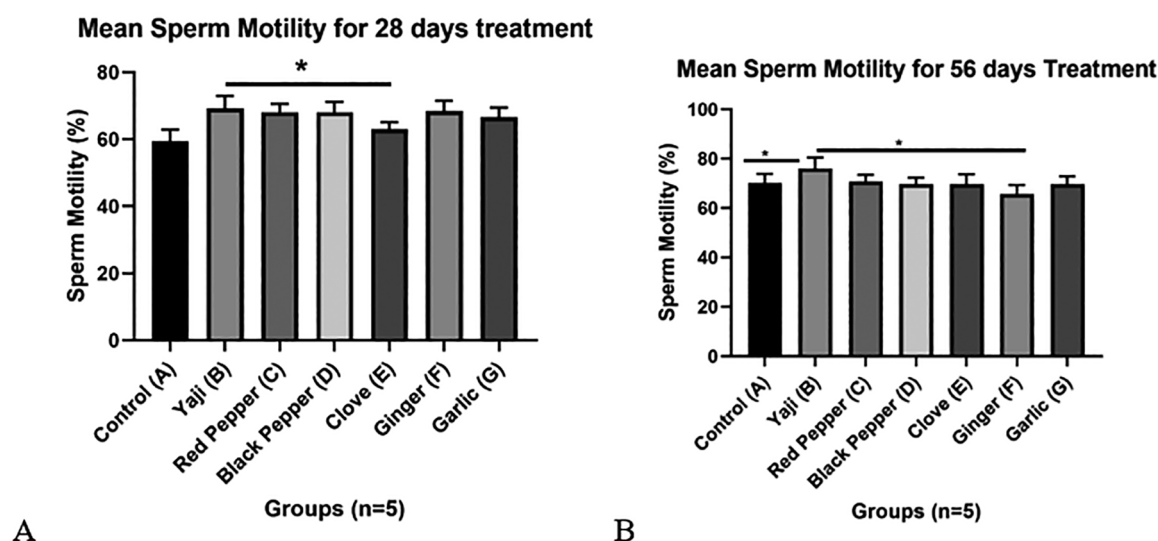 Mean Sperm Motility for 28 days treatment
*
Sperm Motility (%)
80
60
40
20
0
Control (A)
Yaji (B)
Red Pepper (C)
Black Pepper (D)
Clove (E)
Ginger (F)
Garlic (G)
Groups (n=5)
A
Mean Sperm Motility for 56 days Treatment
*
*
Sperm Motility (%)
100
80
60
40
20
0
Control (A)
Yaji (B)
Red Pepper (C)
Black Pepper (D)
Clove (E)
Ginger (F)
Garlic (G)
Groups (n=5)
B